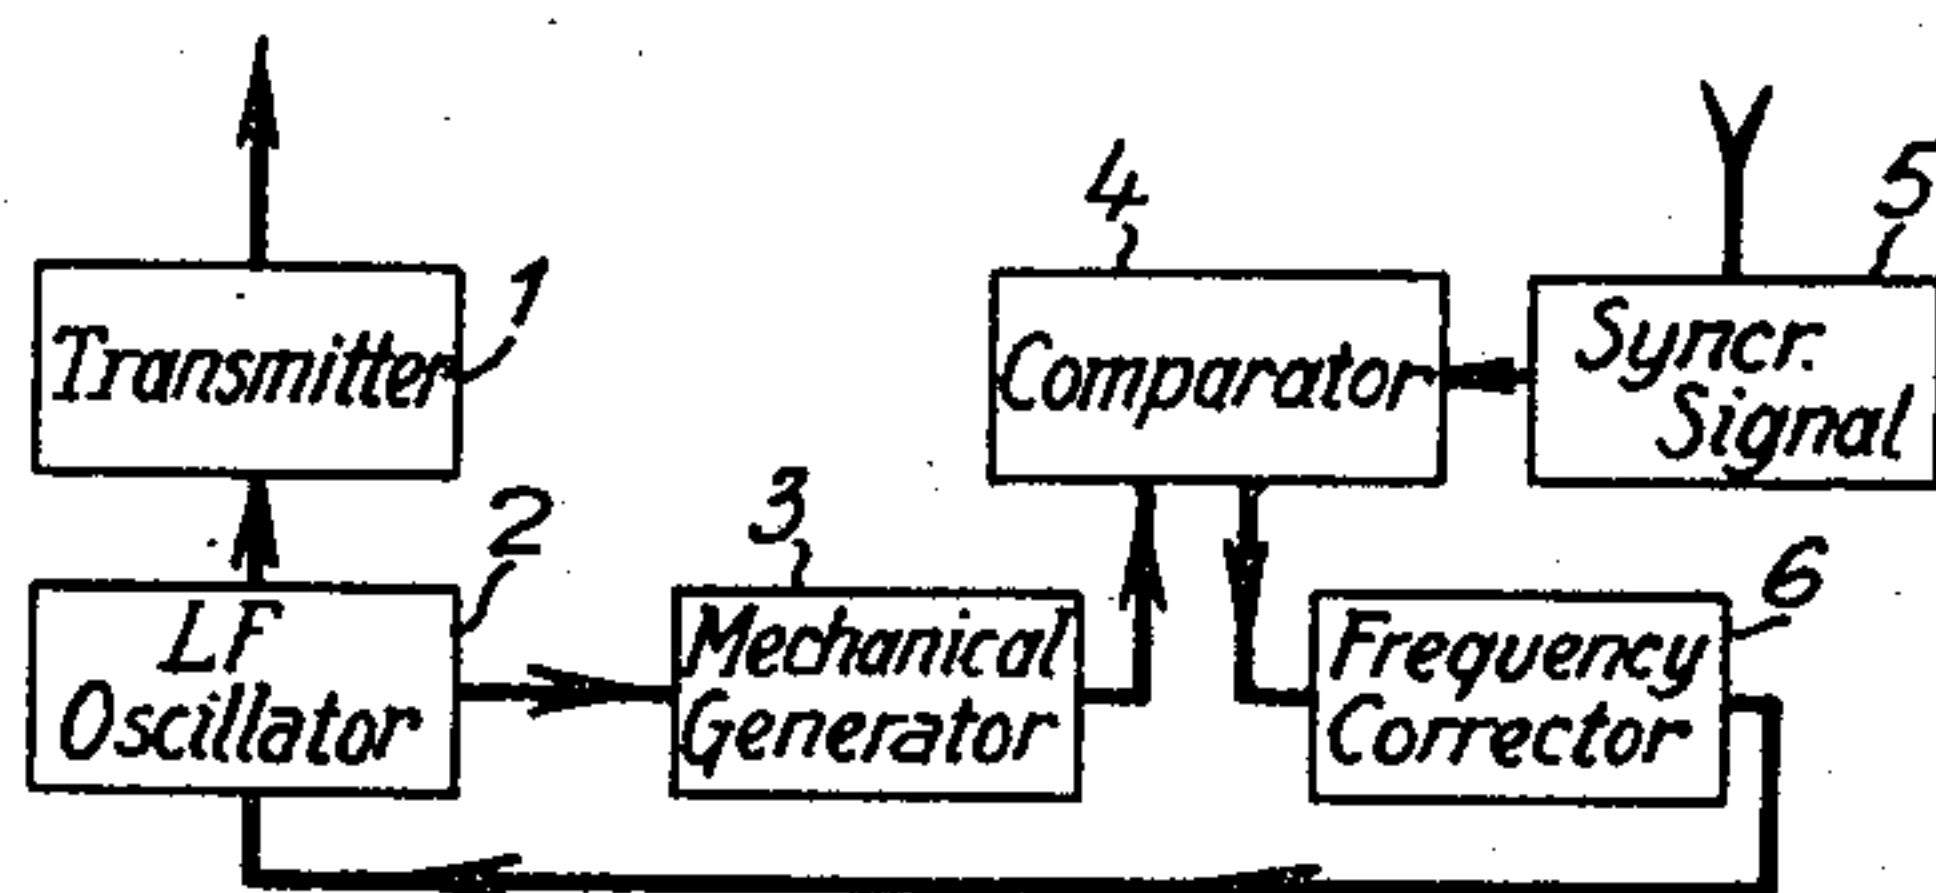 4
5
Transmitter
1
Comparator
Syncr.
Signal
2
3
6
LF
Oscillator
Mechanical
Generator
Frequency
Corrector